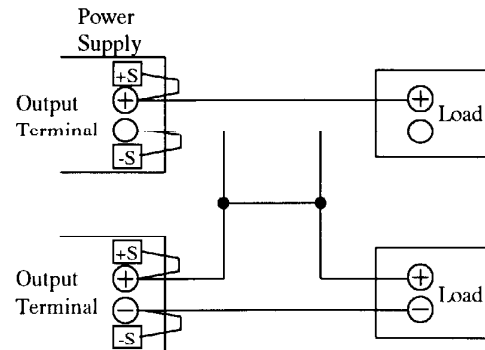 Power
Supply
+S
+
+
Output
Terminal
Load
-S
+S
+
+
Output
Terminal
Load
−
−
-S